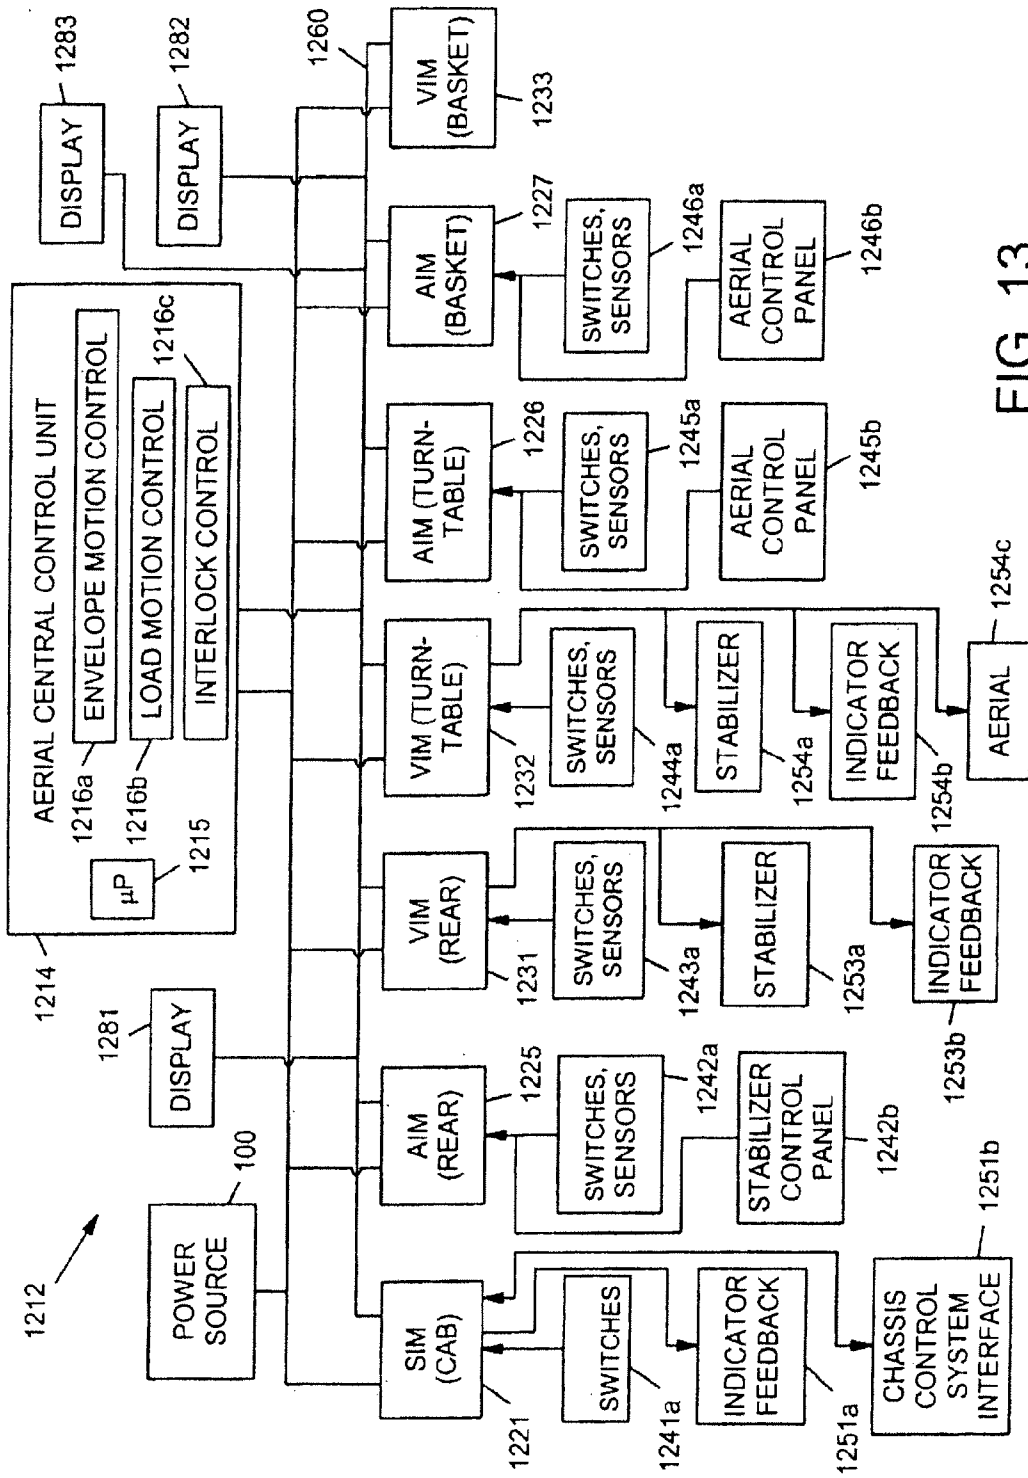 1212
POWER
SOURCE
100
DISPLAY
1281
1214
AERIAL CENTRAL CONTROL UNIT
μP
1215
1216a
ENVELOPE MOTION CONTROL
1216b
LOAD MOTION CONTROL
INTERLOCK CONTROL
1216c
DISPLAY
1283
DISPLAY
1282
1260
SIM
(CAB)
1221
AIM
(REAR)
1225
VIM
(REAR)
1231
VIM (TURN-
TABLE)
1232
AIM (TURN-
TABLE)
1226
AIM
(BASKET)
1227
VIM
(BASKET)
1233
SWITCHES
1241a
SWITCHES,
SENSORS
1242a
SWITCHES,
SENSORS
1243a
SWITCHES,
SENSORS
1244a
SWITCHES,
SENSORS
1245a
SWITCHES,
SENSORS
1246a
INDICATOR
FEEDBACK
1251a
STABILIZER
CONTROL
PANEL
1242b
STABILIZER
1253a
STABILIZER
1254a
AERIAL
CONTROL
PANEL
1245b
AERIAL
CONTROL
PANEL
1246b
CHASSIS
CONTROL
SYSTEM
INTERFACE
1251b
INDICATOR
FEEDBACK
1253b
INDICATOR
FEEDBACK
1254b
AERIAL
1254c
FIG. 13